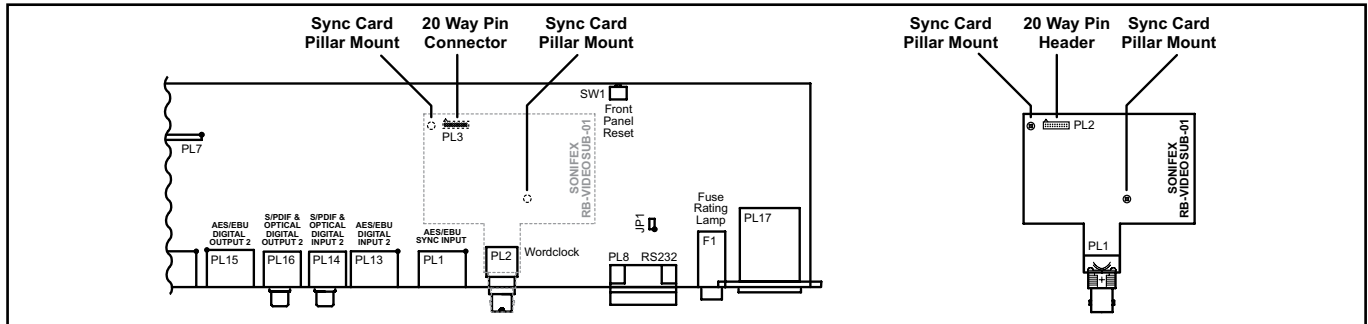 Sync Card
Pillar Mount
20 Way Pin
Connector
Sync Card
Pillar Mount
SW1
Front
Panel
Reset
PL3
SONIFEX
RB-VIDEOSUB-01
PL7
AES/EBU
DIGITAL
OUTPUT 2
PL15
S/PDIF &
OPTICAL
DIGITAL
OUTPUT 2
PL16
S/PDIF &
OPTICAL
DIGITAL
INPUT 2
PL14
AES/EBU
DIGITAL
INPUT 2
PL13
AES/EBU
SYNC INPUT
PL1
PL2
Wordclock
JP1
PL8
RS232
Fuse
Rating
Lamp
F1
PL17
Sync Card
Pillar Mount
20 Way Pin
Header
Sync Card
Pillar Mount
PL2
SONIFEX
RB-VIDEOSUB-01
PL1